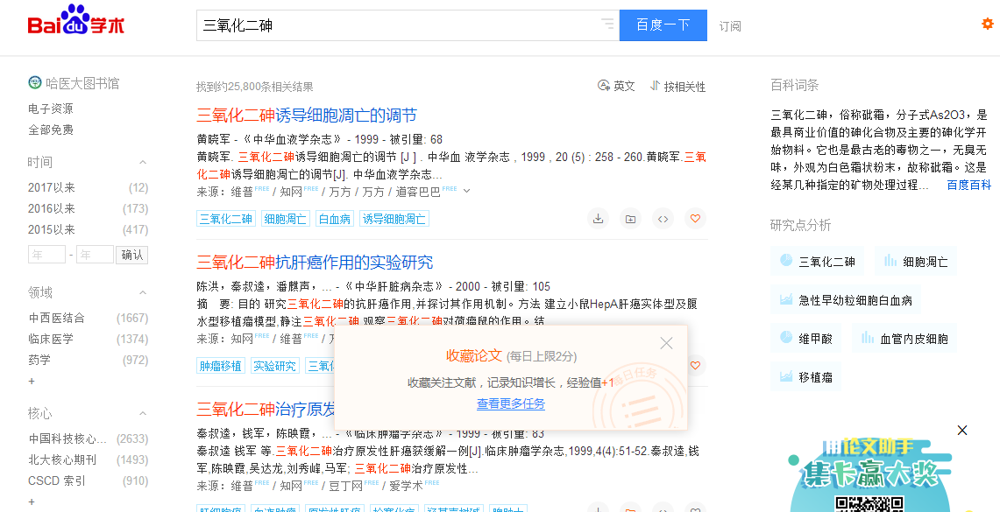 Bai du 学术
三氧化二砷
百度一下
订阅
哈医大图书馆
电子资源
全部免费
时间
2017以来 (12)
2016以来 (173)
2015以来 (417)
年 - 年 确认
领域
中西医结合 (1667)
临床医学 (1374)
药学 (972)
+
核心
中国科技核心... (2633)
北大核心期刊 (1493)
CSCD 索引 (910)
+
找到约25,800条相关结果
英文 按相关性
三氧化二砷诱导细胞凋亡的调节
黄晓军 - 《中华血液学杂志》 - 1999 - 被引量: 68
黄晓军. 三氧化二砷诱导细胞凋亡的调节 [J ] . 中华血 液学杂志 , 1999 , 20 (5) : 258 - 260.黄晓军.三氧
化二砷诱导细胞凋亡的调节[J]. 中华血液学杂志...
来源：维普FREE / 知网FREE / 万方 / 万方 / 道客巴巴FREE
三氧化二砷 细胞凋亡 白血病 诱导细胞凋亡
<>
三氧化二砷抗肝癌作用的实验研究
陈洪，秦叔逵，潘麒声，... - 《中华肝脏病杂志》 - 2000 - 被引量: 105
摘 要: 目的 研究三氧化二砷的抗肝癌作用,并探讨其作用机制。方法 建立小鼠HepA肝癌实体型及腹
水型移植瘤模型,静注三氧化二砷,观察三氧化二砷对荷瘤鼠的作用。结
来源：知网FREE / 维普FREE /
肿瘤移植 实验研究 三氧化
收藏论文 (每日上限2分)
收藏关注文献，记录知识增长，经验值+1
查看更多任务
每日任务
三氧化二砷治疗原发
秦叔逵，钱军，陈映霞，... - 《临床肿瘤学杂志》 - 1999 - 被引量: 83
秦叔逵 钱军 等.三氧化二砷治疗原发性肝癌获缓解一例[J].临床肿瘤学杂志,1999,4(4):51-52.秦叔逵,钱
军,陈映霞,吴达龙,刘秀峰,马军; 三氧化二砷治疗原发性...
来源：维普FREE / 知网FREE / 豆丁网FREE / 爱学术FREE
百科词条
三氧化二砷，俗称砒霜，分子式As2O3，是
最具商业价值的砷化合物及主要的砷化学开
始物料。它也是最古老的毒物之一，无臭无
味，外观为白色霜状粉末，故称砒霜。这是
经某几种指定的矿物处理过程... 百度百科
研究点分析
三氧化二砷 细胞凋亡
急性早幼粒细胞白血病
维甲酸 血管内皮细胞
移植瘤
用论文助手
集卡赢大奖